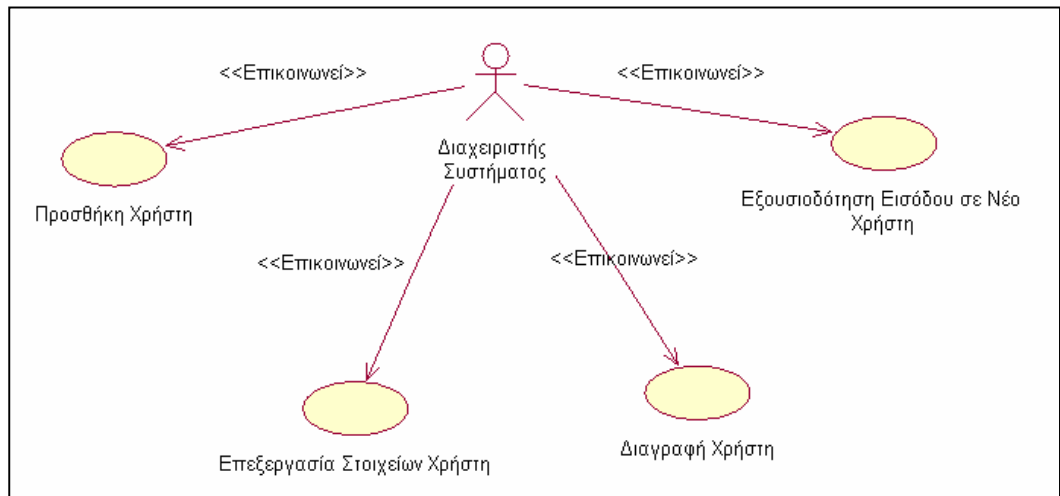 <<Επικοινωνεί>>
<<Επικοινωνεί>>
Διαχειριστής
Συστήματος
Προσθήκη Χρήστη
Εξουσιοδότηση Εισόδου σε Νέο
Χρήστη
<<Επικοινωνεί>>
<<Επικοινωνεί>>
Επεξεργασία Στοιχείων Χρήστη
Διαγραφή Χρήστη